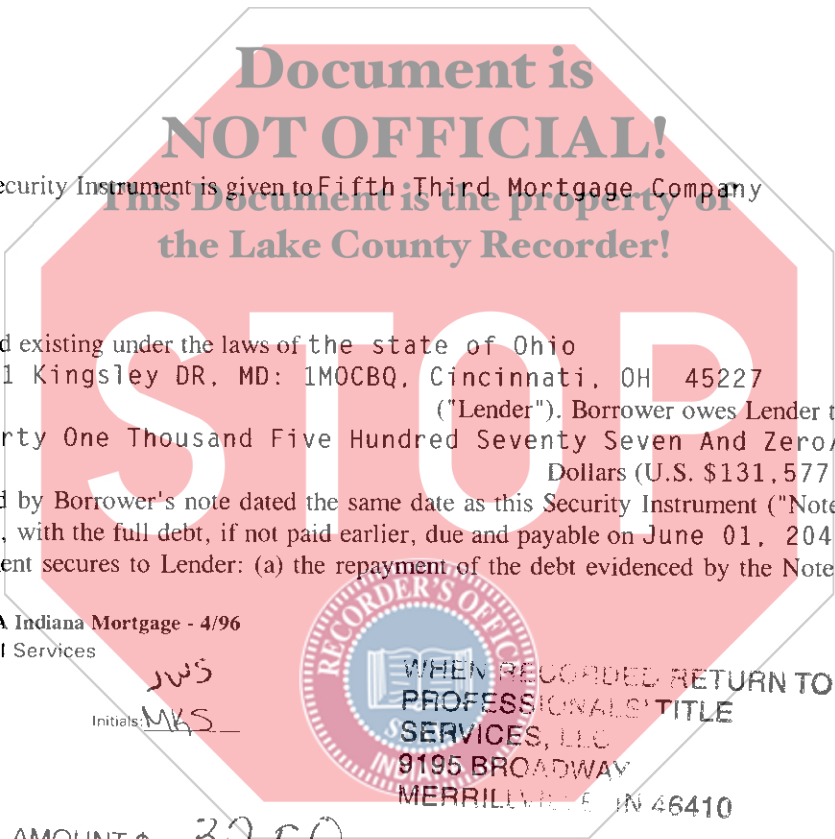 Document is
NOT OFFICIAL!
ecurity Instrument is given to Fifth Third Mortgage Company
This Document is the property of
the Lake County Recorder!
STOP
d existing under the laws of the state of Ohio
1 Kingsley DR, MD: 1MOCBQ, Cincinnati, OH 45227
("Lender"). Borrower owes Lender t
rty One Thousand Five Hundred Seventy Seven And Zero/
Dollars (U.S. $131,577
d by Borrower's note dated the same date as this Security Instrument ("Note
, with the full debt, if not paid earlier, due and payable on June 01, 204
ent secures to Lender: (a) the repayment of the debt evidenced by the Note
A Indiana Mortgage - 4/96
l Services
JWS
Initials: MKS
RECORDER'S OFFIC
SEAL
INDIANA
WHEN RECORDED RETURN TO
PROFESSIONALS' TITLE
SERVICES, LLC
9195 BROADWAY
MERRILLVILLE IN 46410
AMOUNT $